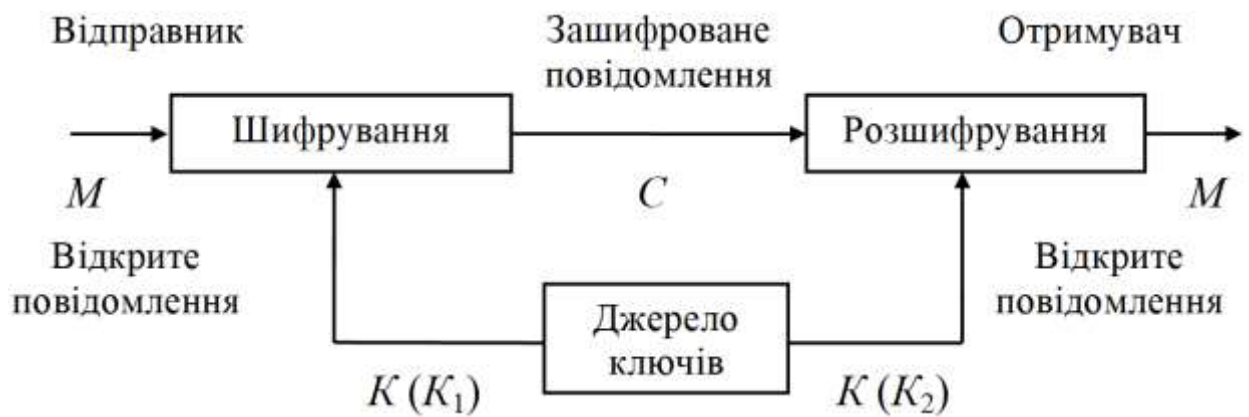 Відправник
Зашифроване
повідомлення
Отримувач
Шифрування
Розшифрування
M
C
M
Відкрите
повідомлення
Відкрите
повідомлення
Джерело
ключів
K (K₁)
K (K₂)